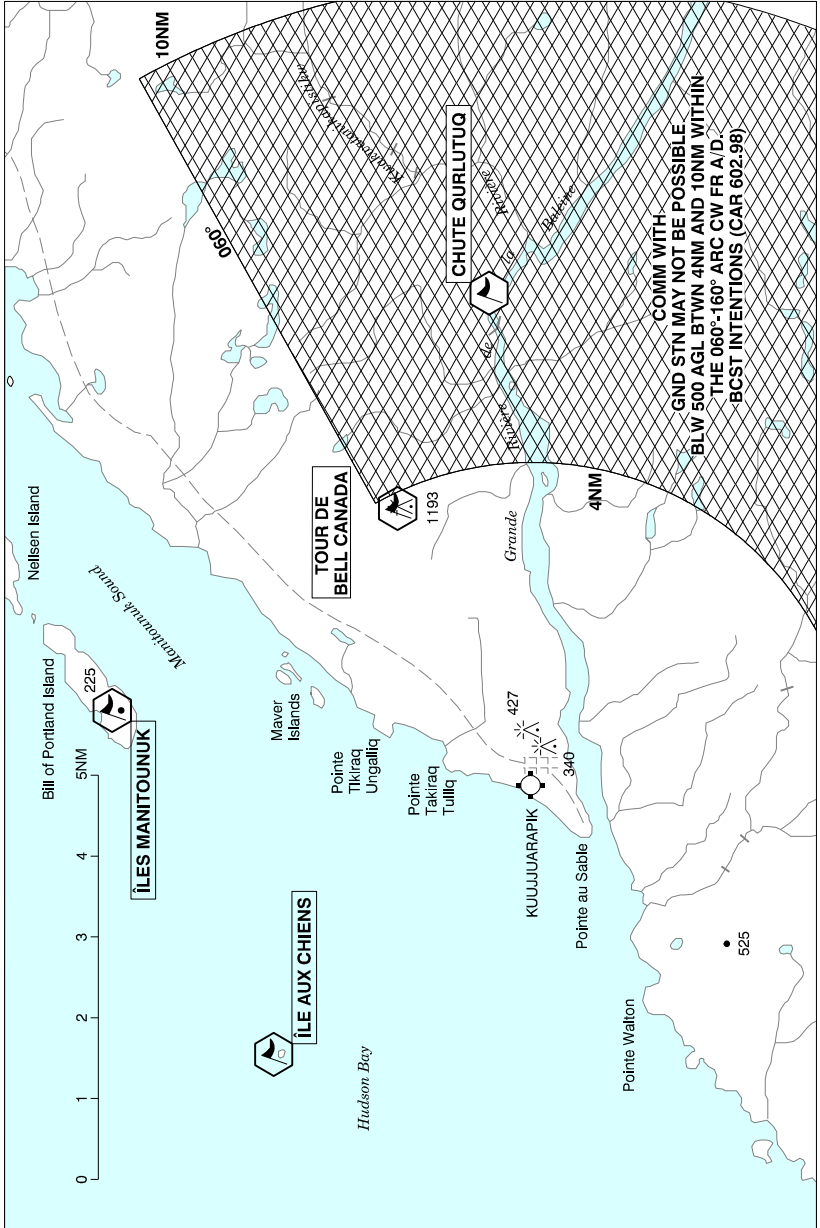 10NM
Kwakwatanikapistikw
Rivière
060°
CHUTE QURLUTUQ
Grande
Rivière
de
la
Baleine
COMM WITH
GND STN MAY NOT BE POSSIBLE
BLW 500 AGL BTWN 4NM AND 10NM WITHIN
THE 060°-160° ARC CW FR A/D.
BCST INTENTIONS (CAR 602.98)
4NM
TOUR DE
BELL CANADA
1193
Neilsen Island
Manitounuk Sound
Bill of Portland Island
225
ÎLES MANITOUNUK
Maver
Islands
Pointe
Tikiraq
Ungalliq
Pointe
Takiraq
Tulliq
427
340
KUUJJUARAPIK
Pointe au Sable
525
Pointe Walton
ÎLE AUX CHIENS
Hudson Bay
0
1
2
3
4
5NM